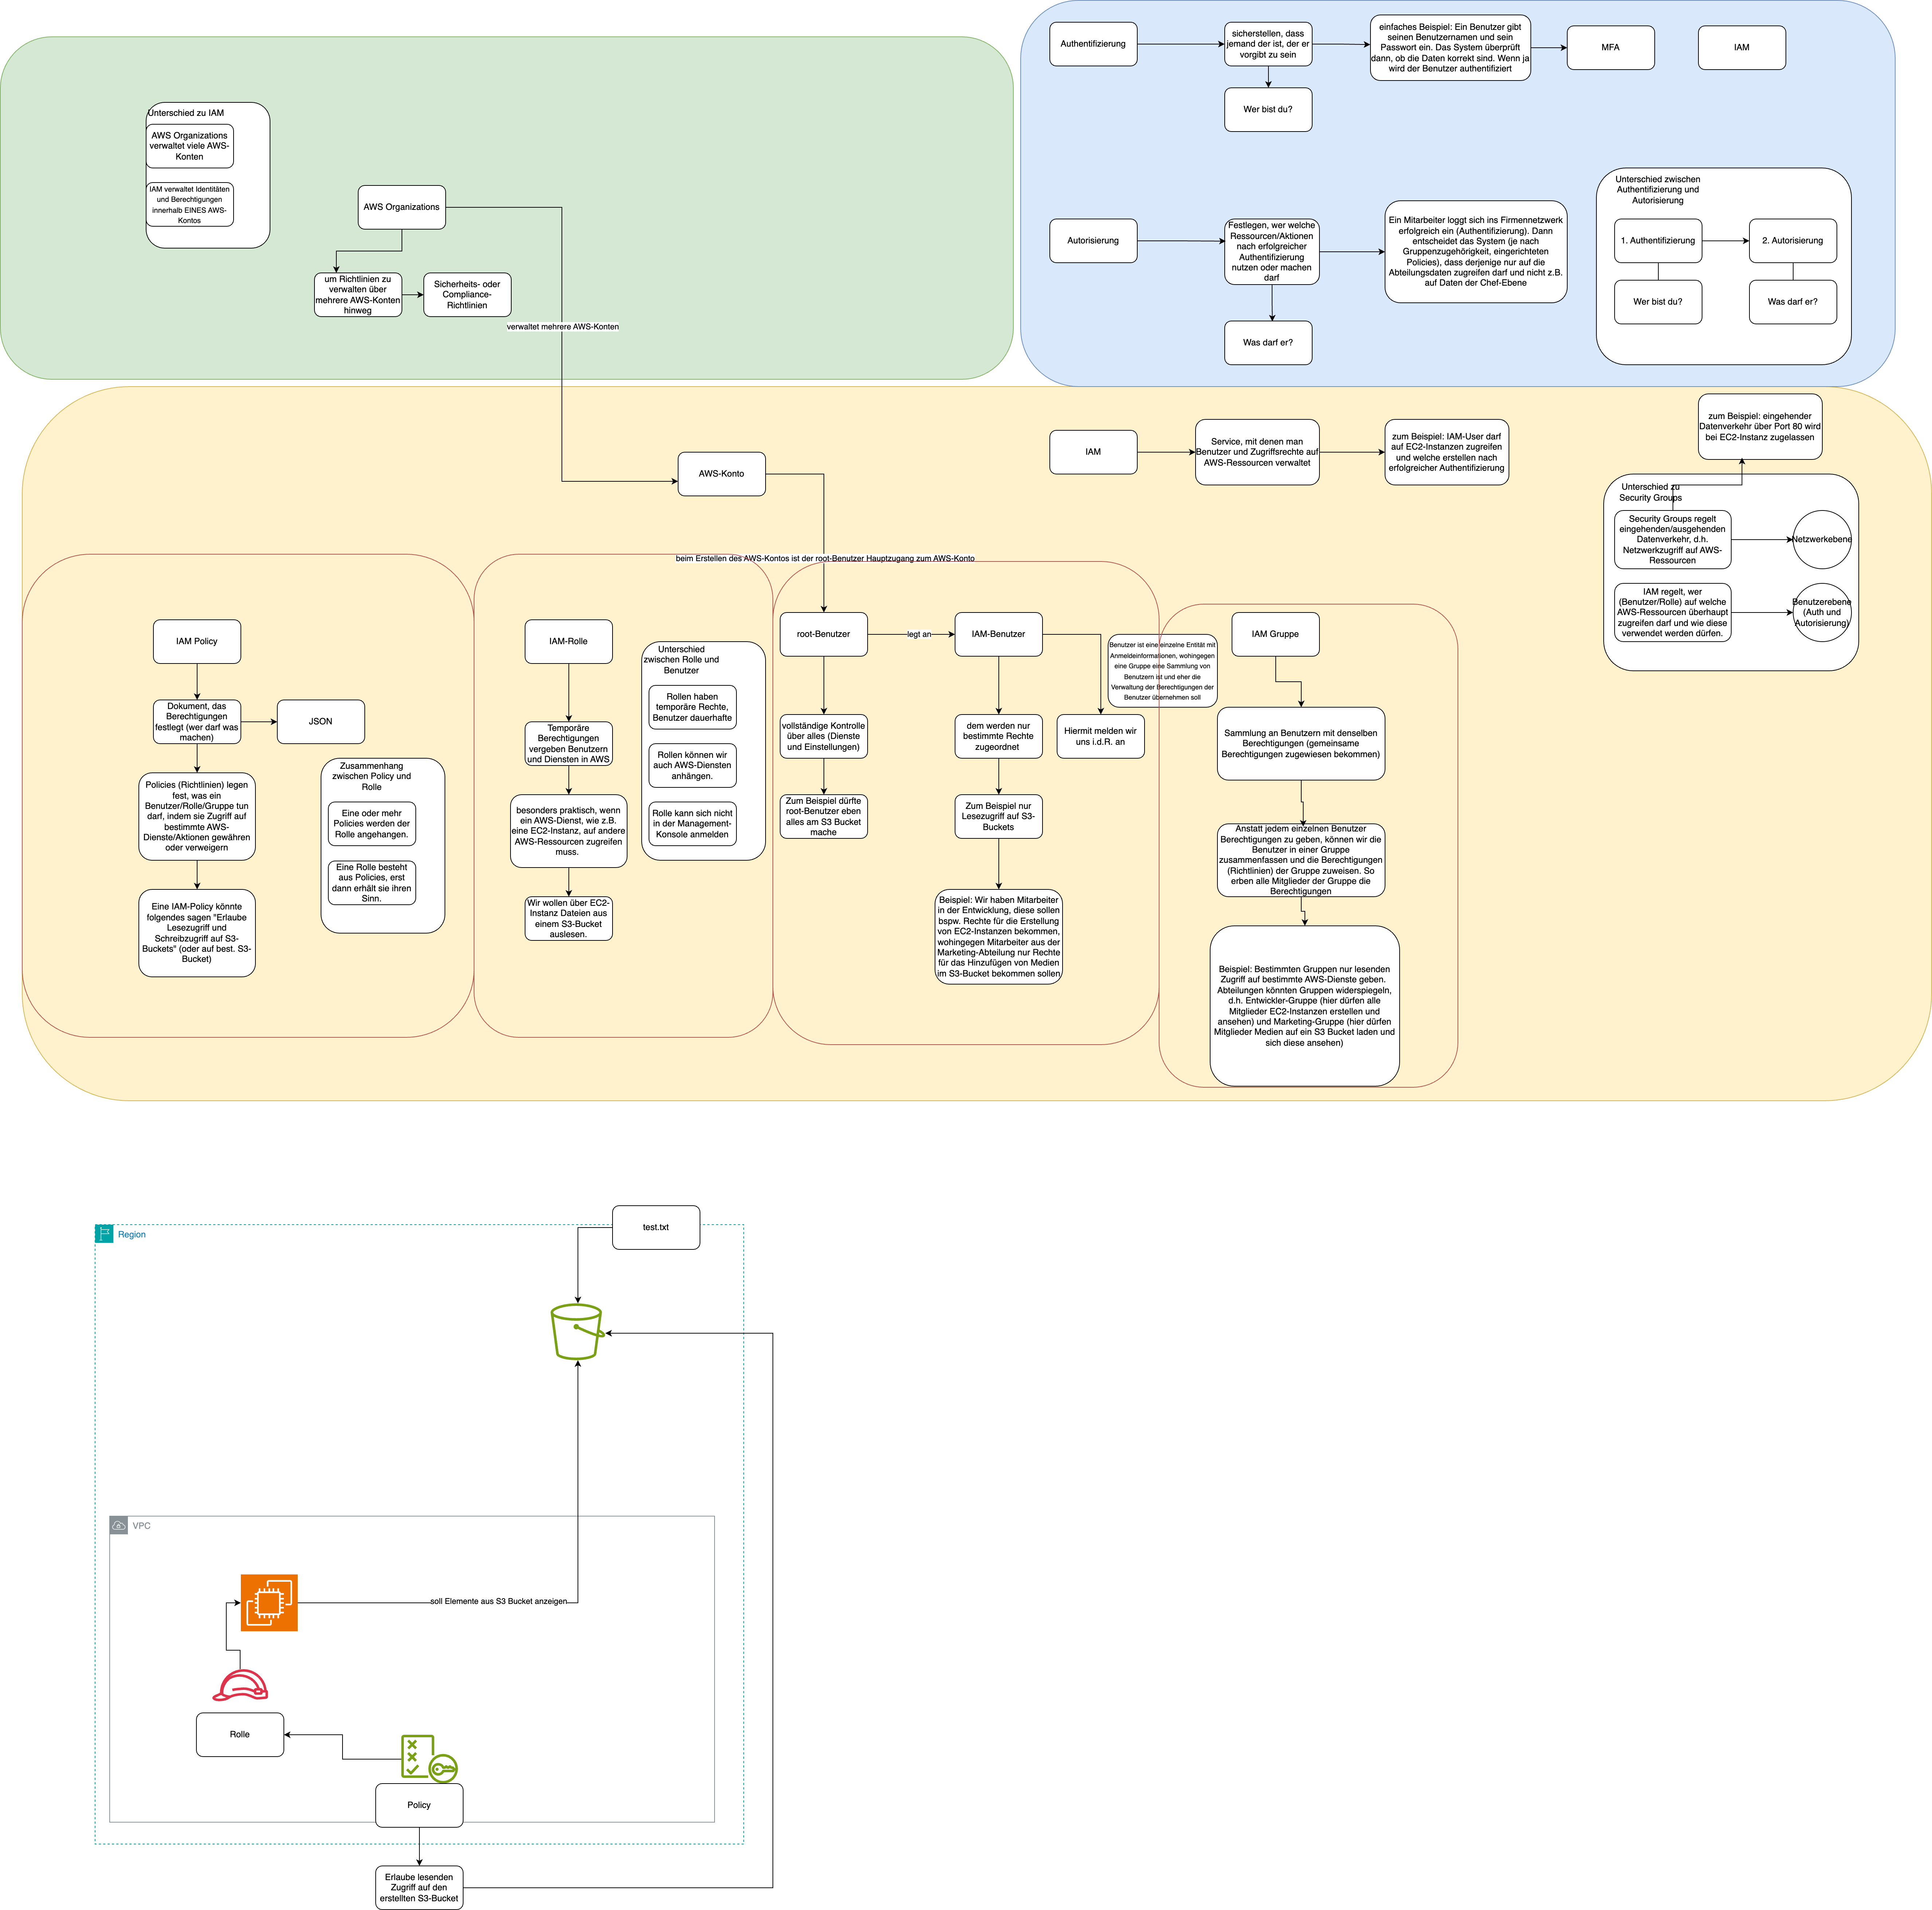 Authentifizierung
sicherstellen, dass
jemand der ist, der er
vorgibt zu sein
einfaches Beispiel: Ein Benutzer gibt
seinen Benutzernamen und sein
Passwort ein. Das System überprüft
dann, ob die Daten korrekt sind. Wenn ja
wird der Benutzer authentifiziert
MFA
IAM
Wer bist du?
Autorisierung
Festlegen, wer welche
Ressourcen/Aktionen
nach erfolgreicher
Authentifizierung
nutzen oder machen
darf
Ein Mitarbeiter loggt sich ins Firmennetzwerk
erfolgreich ein (Authentifizierung). Dann
entscheidet das System (je nach
Gruppenzugehörigkeit, eingerichteten
Policies), dass derjenige nur auf die
Abteilungsdaten zugreifen darf und nicht z.B.
auf Daten der Chef-Ebene
Was darf er?
Unterschied zwischen
Authentifizierung und
Autorisierung
1. Authentifizierung
2. Autorisierung
Wer bist du?
Was darf er?
Unterschied zu IAM
AWS Organizations
verwaltet viele AWS-
Konten
IAM verwaltet Identitäten
und Berechtigungen
innerhalb EINES AWS-
Kontos
AWS Organizations
um Richtlinien zu
verwalten über
mehrere AWS-Konten
hinweg
Sicherheits- oder
Compliance-
Richtlinien
verwaltet mehrere AWS-Konten
AWS-Konto
IAM
Service, mit denen man
Benutzer und Zugriffsrechte auf
AWS-Ressourcen verwaltet
zum Beispiel: IAM-User darf
auf EC2-Instanzen zugreifen
und welche erstellen nach
erfolgreicher Authentifizierung
zum Beispiel: eingehender
Datenverkehr über Port 80 wird
bei EC2-Instanz zugelassen
Unterschied zu
Security Groups
Security Groups regelt
eingehenden/ausgehenden
Datenverkehr, d.h.
Netzwerkzugriff auf AWS-
Ressourcen
Netzwerkebene
IAM regelt, wer
(Benutzer/Rolle) auf welche
AWS-Ressourcen überhaupt
zugreifen darf und wie diese
verwendet werden dürfen.
Benutzerebene
(Auth und
Autorisierung)
beim Erstellen des AWS-Kontos ist der root-Benutzer Hauptzugang zum AWS-Konto
IAM Policy
Dokument, das
Berechtigungen
festlegt (wer darf was
machen)
JSON
Policies (Richtlinien) legen
fest, was ein
Benutzer/Rolle/Gruppe tun
darf, indem sie Zugriff auf
bestimmte AWS-
Dienste/Aktionen gewähren
oder verweigern
Eine IAM-Policy könnte
folgendes sagen "Erlaube
Lesezugriff und
Schreibzugriff auf S3-
Buckets" (oder auf best. S3-
Bucket)
Zusammenhang
zwischen Policy und
Rolle
Eine oder mehr
Policies werden der
Rolle angehangen.
Eine Rolle besteht
aus Policies, erst
dann erhält sie ihren
Sinn.
IAM-Rolle
Temporäre
Berechtigungen
vergeben Benutzern
und Diensten in AWS
besonders praktisch, wenn
ein AWS-Dienst, wie z.B.
eine EC2-Instanz, auf andere
AWS-Ressourcen zugreifen
muss.
Wir wollen über EC2-
Instanz Dateien aus
einem S3-Bucket
auslesen.
Unterschied
zwischen Rolle und
Benutzer
Rollen haben
temporäre Rechte,
Benutzer dauerhafte
Rollen können wir
auch AWS-Diensten
anhängen.
Rolle kann sich nicht
in der Management-
Konsole anmelden
root-Benutzer
legt an
IAM-Benutzer
vollständige Kontrolle
über alles (Dienste
und Einstellungen)
Zum Beispiel dürfte
root-Benutzer eben
alles am S3 Bucket
mache
dem werden nur
bestimmte Rechte
zugeordnet
Hiermit melden wir
uns i.d.R. an
Zum Beispiel nur
Lesezugriff auf S3-
Buckets
Beispiel: Wir haben Mitarbeiter
in der Entwicklung, diese sollen
bspw. Rechte für die Erstellung
von EC2-Instanzen bekommen,
wohingegen Mitarbeiter aus der
Marketing-Abteilung nur Rechte
für das Hinzufügen von Medien
im S3-Bucket bekommen sollen
Benutzer ist eine einzelne Entität mit
Anmeldeinformationen, wohingegen
eine Gruppe eine Sammlung von
Benutzern ist und eher die
Verwaltung der Berechtigungen der
Benutzer übernehmen soll
IAM Gruppe
Sammlung an Benutzern mit denselben
Berechtigungen (gemeinsame
Berechtigungen zugewiesen bekommen)
Anstatt jedem einzelnen Benutzer
Berechtigungen zu geben, können wir die
Benutzer in einer Gruppe
zusammenfassen und die Berechtigungen
(Richtlinien) der Gruppe zuweisen. So
erben alle Mitglieder der Gruppe die
Berechtigungen
Beispiel: Bestimmten Gruppen nur lesenden
Zugriff auf bestimmte AWS-Dienste geben.
Abteilungen könnten Gruppen widerspiegeln,
d.h. Entwickler-Gruppe (hier dürfen alle
Mitglieder EC2-Instanzen erstellen und
ansehen) und Marketing-Gruppe (hier dürfen
Mitglieder Medien auf ein S3 Bucket laden und
sich diese ansehen)
test.txt
Region
VPC
soll Elemente aus S3 Bucket anzeigen
Rolle
Policy
Erlaube lesenden
Zugriff auf den
erstellten S3-Bucket